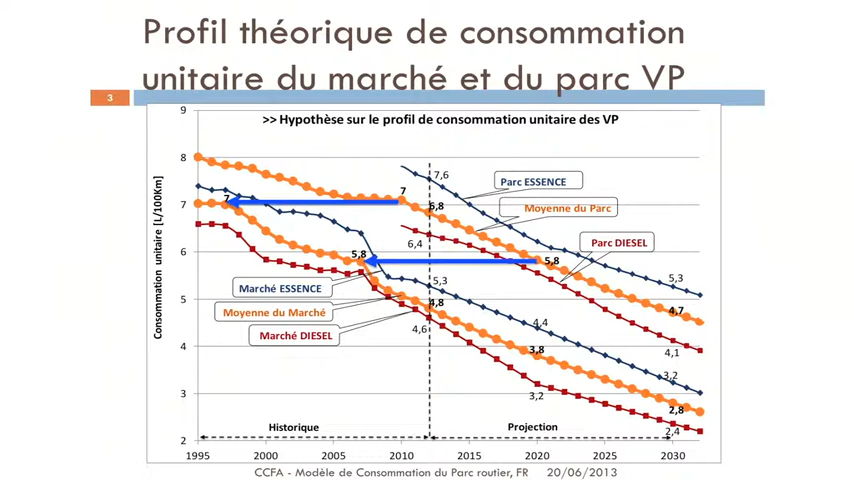 Profil théorique de consommation
unitaire du marché et du parc VP
3
>> Hypothèse sur le profil de consommation unitaire des VP
Consommation unitaire [L/100Km]
9
8
7
6
5
4
3
2
7,6
Parc ESSENCE
7
7
6,8
Moyenne du Parc
6,4
Parc DIESEL
5,8
5,8
Marché ESSENCE
5,3
5,3
Moyenne du Marché
4,8
4,7
Marché DIESEL
4,6
4,4
4,1
3,8
3,2
3,2
2,8
2,4
Historique
Projection
1995 2000 2005 2010 2015 2020 2025 2030
CCFA - Modèle de Consommation du Parc routier, FR 20/06/2013